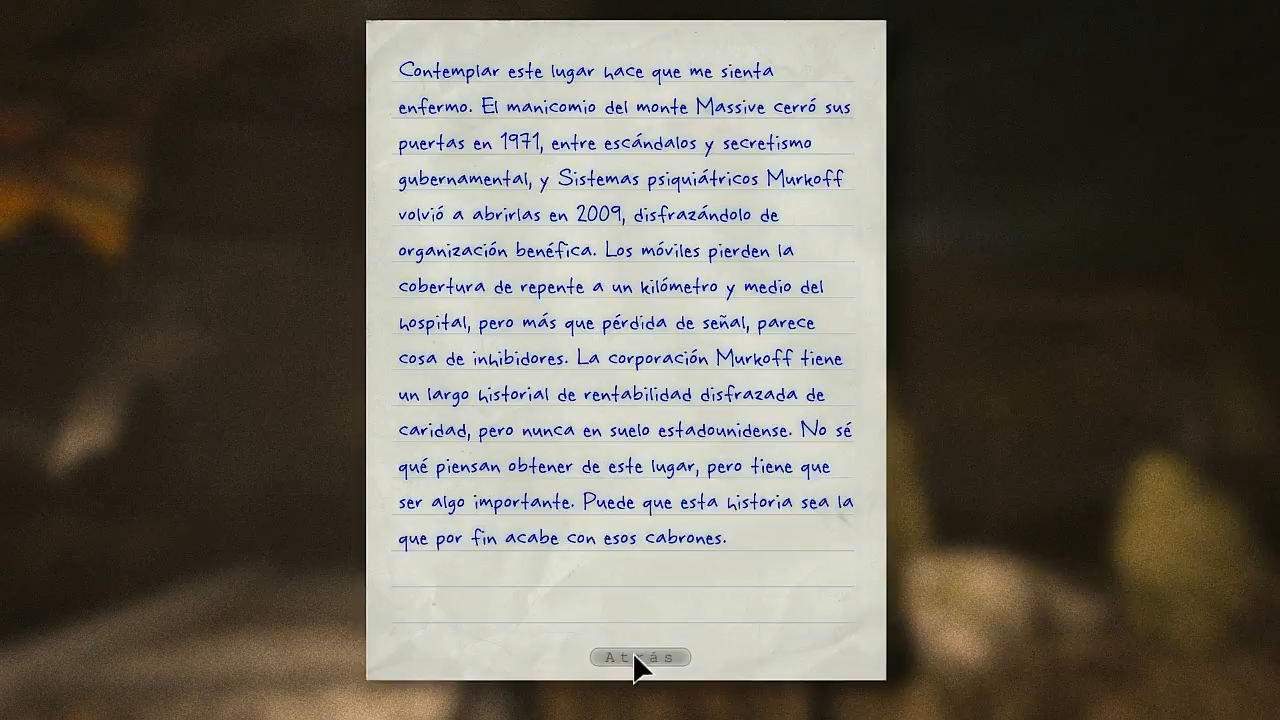 Contemplar este lugar hace que me sienta
enfermo. El manicomio del monte Massive cerró sus
puertas en 1971, entre escándalos y secretismo
gubernamental, y Sistemas psiquiátricos Murkoff
volvió a abrirlas en 2009, disfrazándolo de
organización benéfica. Los móviles pierden la
cobertura de repente a un kilómetro y medio del
hospital, pero más que pérdida de señal, parece
cosa de inhibidores. La corporación Murkoff tiene
un largo historial de rentabilidad disfrazada de
caridad, pero nunca en suelo estadounidense. No sé
qué piensan obtener de este lugar, pero tiene que
ser algo importante. Puede que esta historia sea la
que por fin acabe con esos cabrones.
Atrás